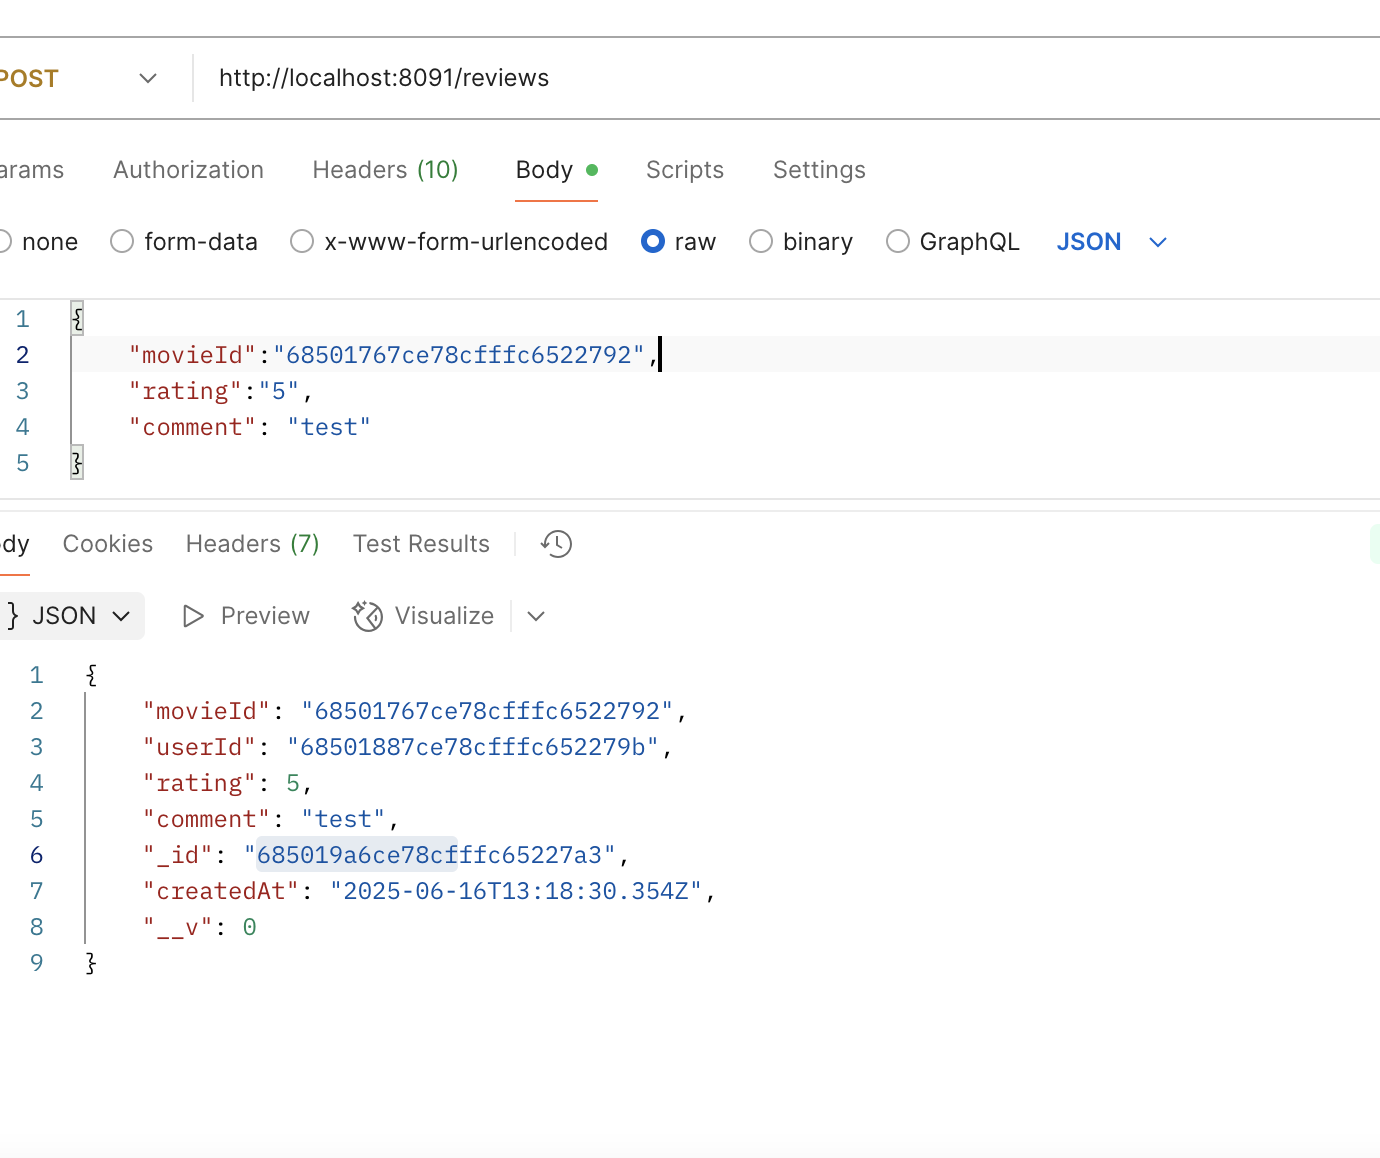 POST http://localhost:8091/reviews
arams Authorization Headers (10) Body Scripts Settings
none form-data x-www-form-urlencoded raw binary GraphQL JSON
1 {
2 "movieId":"68501767ce78cfffc6522792",
3 "rating":"5",
4 "comment": "test"
5 }
dy Cookies Headers (7) Test Results
} JSON Preview Visualize
1 {
2 "movieId": "68501767ce78cfffc6522792",
3 "userId": "68501887ce78cfffc652279b",
4 "rating": 5,
5 "comment": "test",
6 "_id": "685019a6ce78cfffc65227a3",
7 "createdAt": "2025-06-16T13:18:30.354Z",
8 "__v": 0
9 }